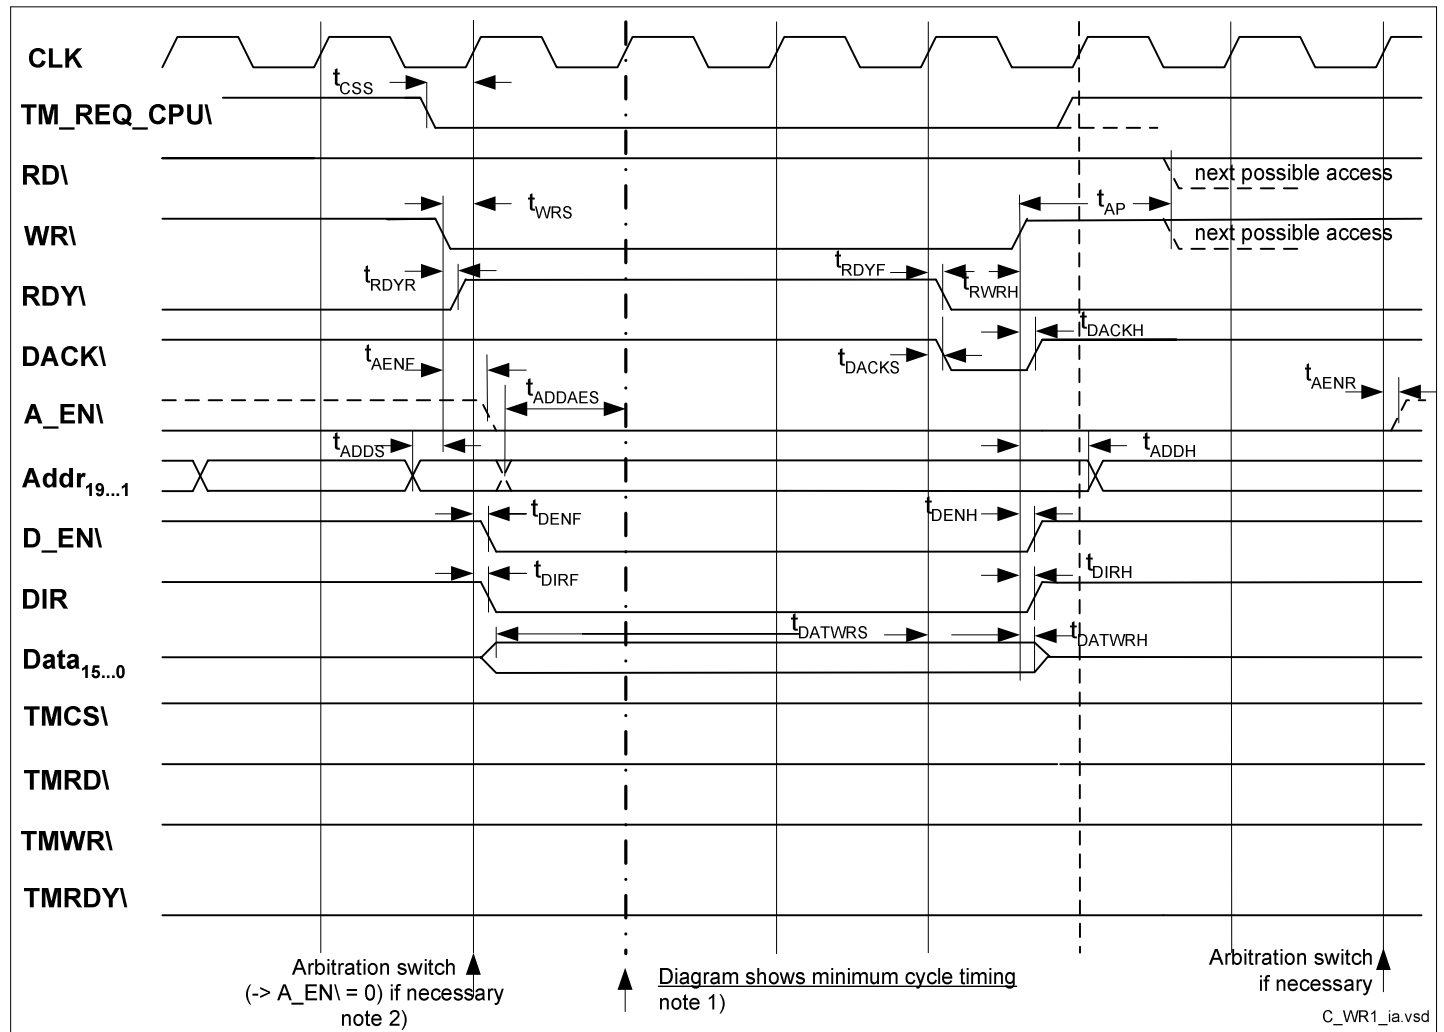 CLK
tCSS
TM_REQ_CPU\
RD\
next possible access
tWRS
tAP
WR\
next possible access
tRDYR
tRDYF
tRWRH
RDY\
tDACKH
DACK\
tAENF
tDACKS
tADDAES
tAENR
A_EN\
tADDS
tADDH
Addr19...1
tDENF
tDENH
D_EN\
tDIRF
tDIRH
DIR
tDATWRS
tDATWRH
Data15...0
TMCS\
TMRD\
TMWR\
TMRDY\
Arbitration switch
(-> A_EN\ = 0) if necessary
note 2)
Diagram shows minimum cycle timing
note 1)
Arbitration switch
if necessary
C_WR1_ia.vsd